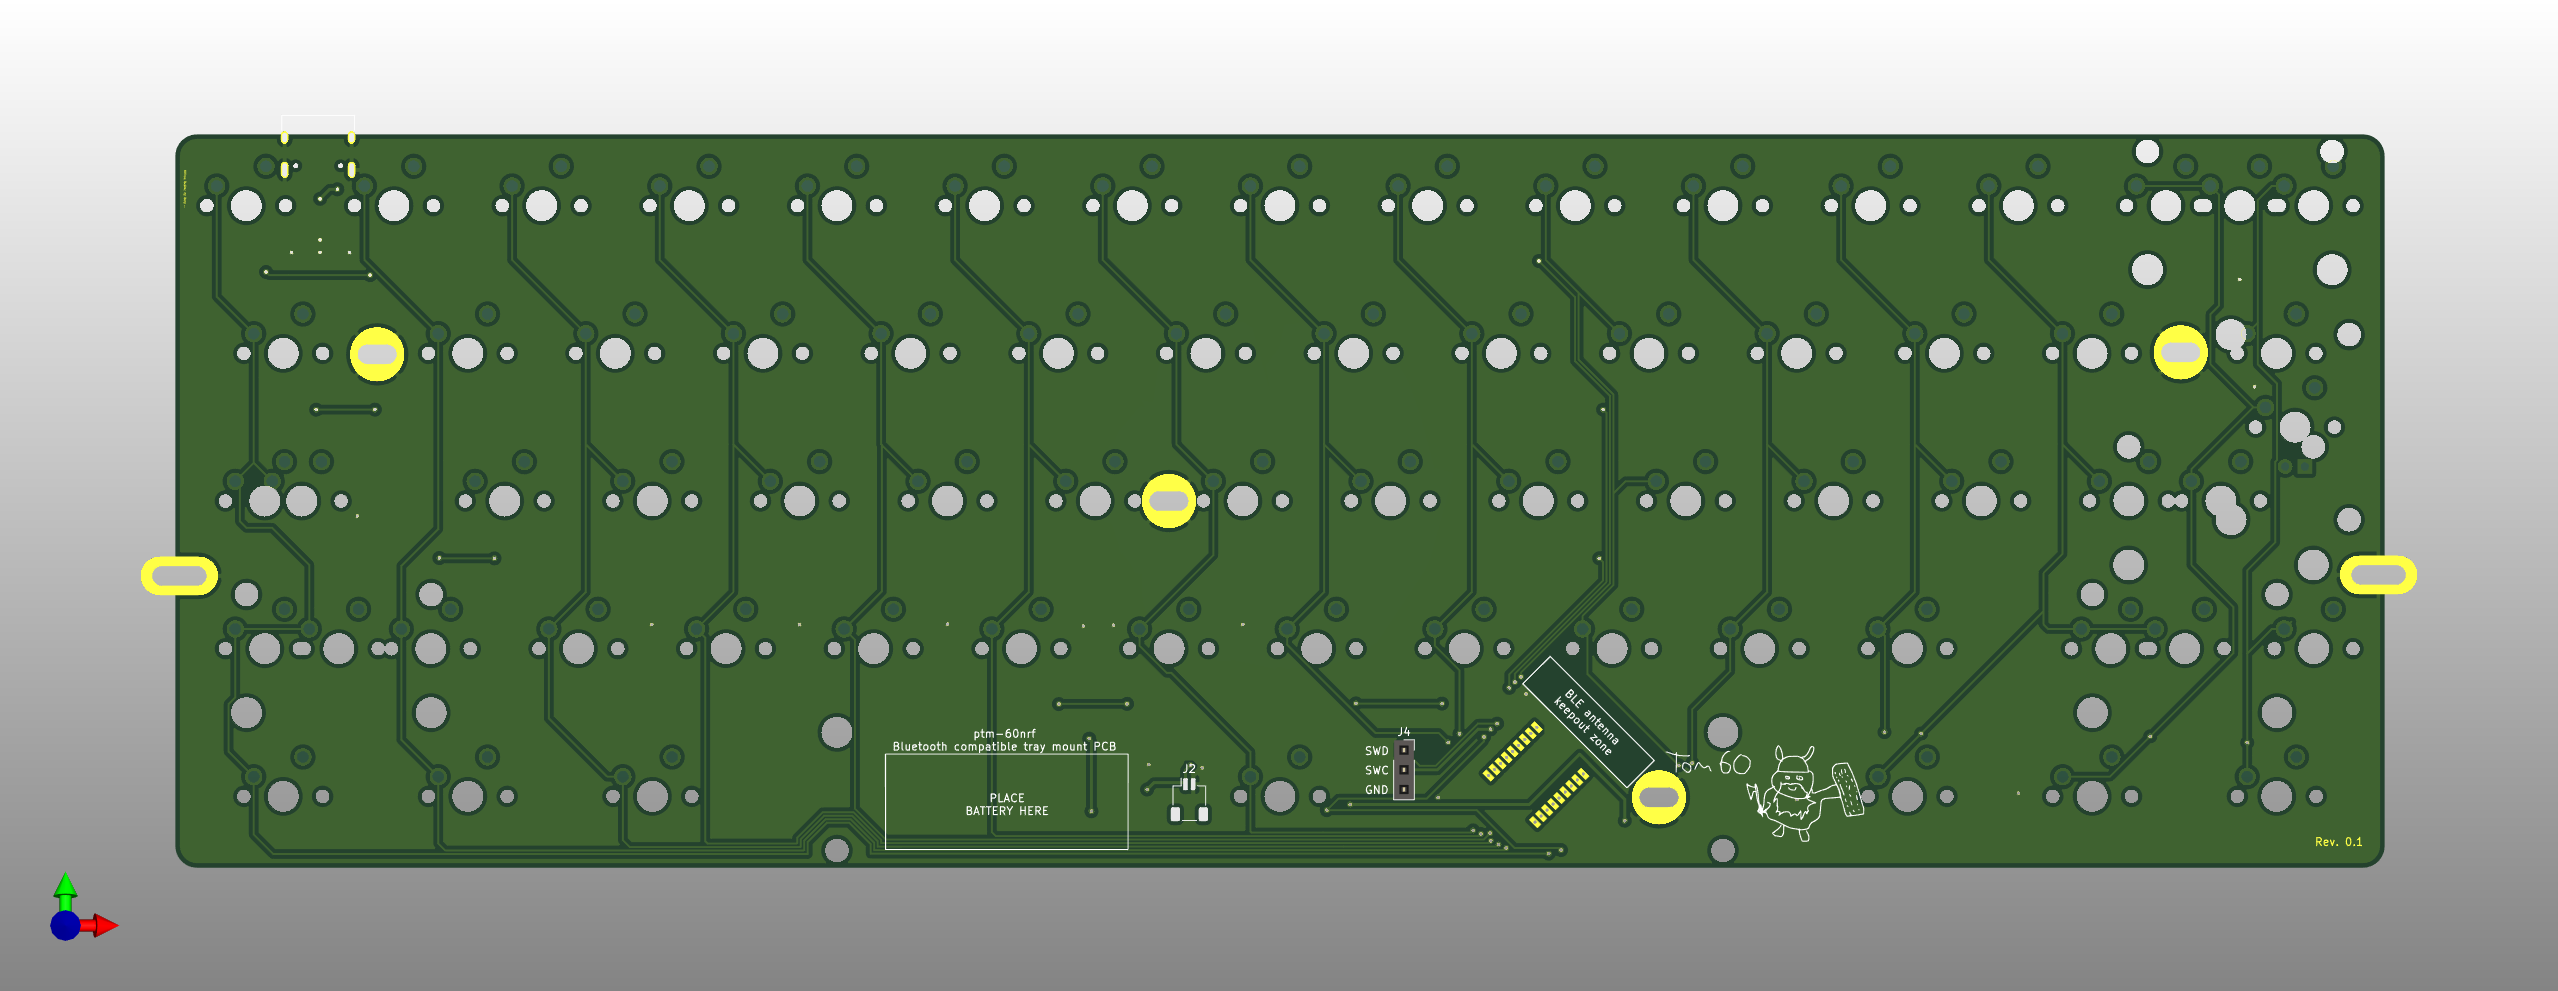 ptm-60nrf
Bluetooth compatible tray mount PCB
PLACE
BATTERY HERE
J2
J4
SWD
SWC
GND
BLE antenna
keepout zone
Tom 60
Rev. 0.1